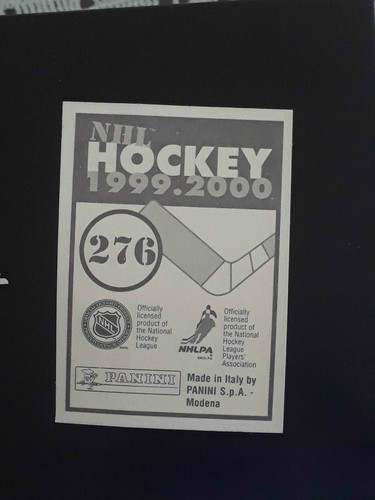 NHL
HOCKEY
1999.2000
276
NHL
Officially
licensed
product of
the National
Hockey
League
NHLPA
Officially
licensed
product of
the National
Hockey
League
Players'
Association
PANINI
Made in Italy by
PANINI S.p.A. -
Modena